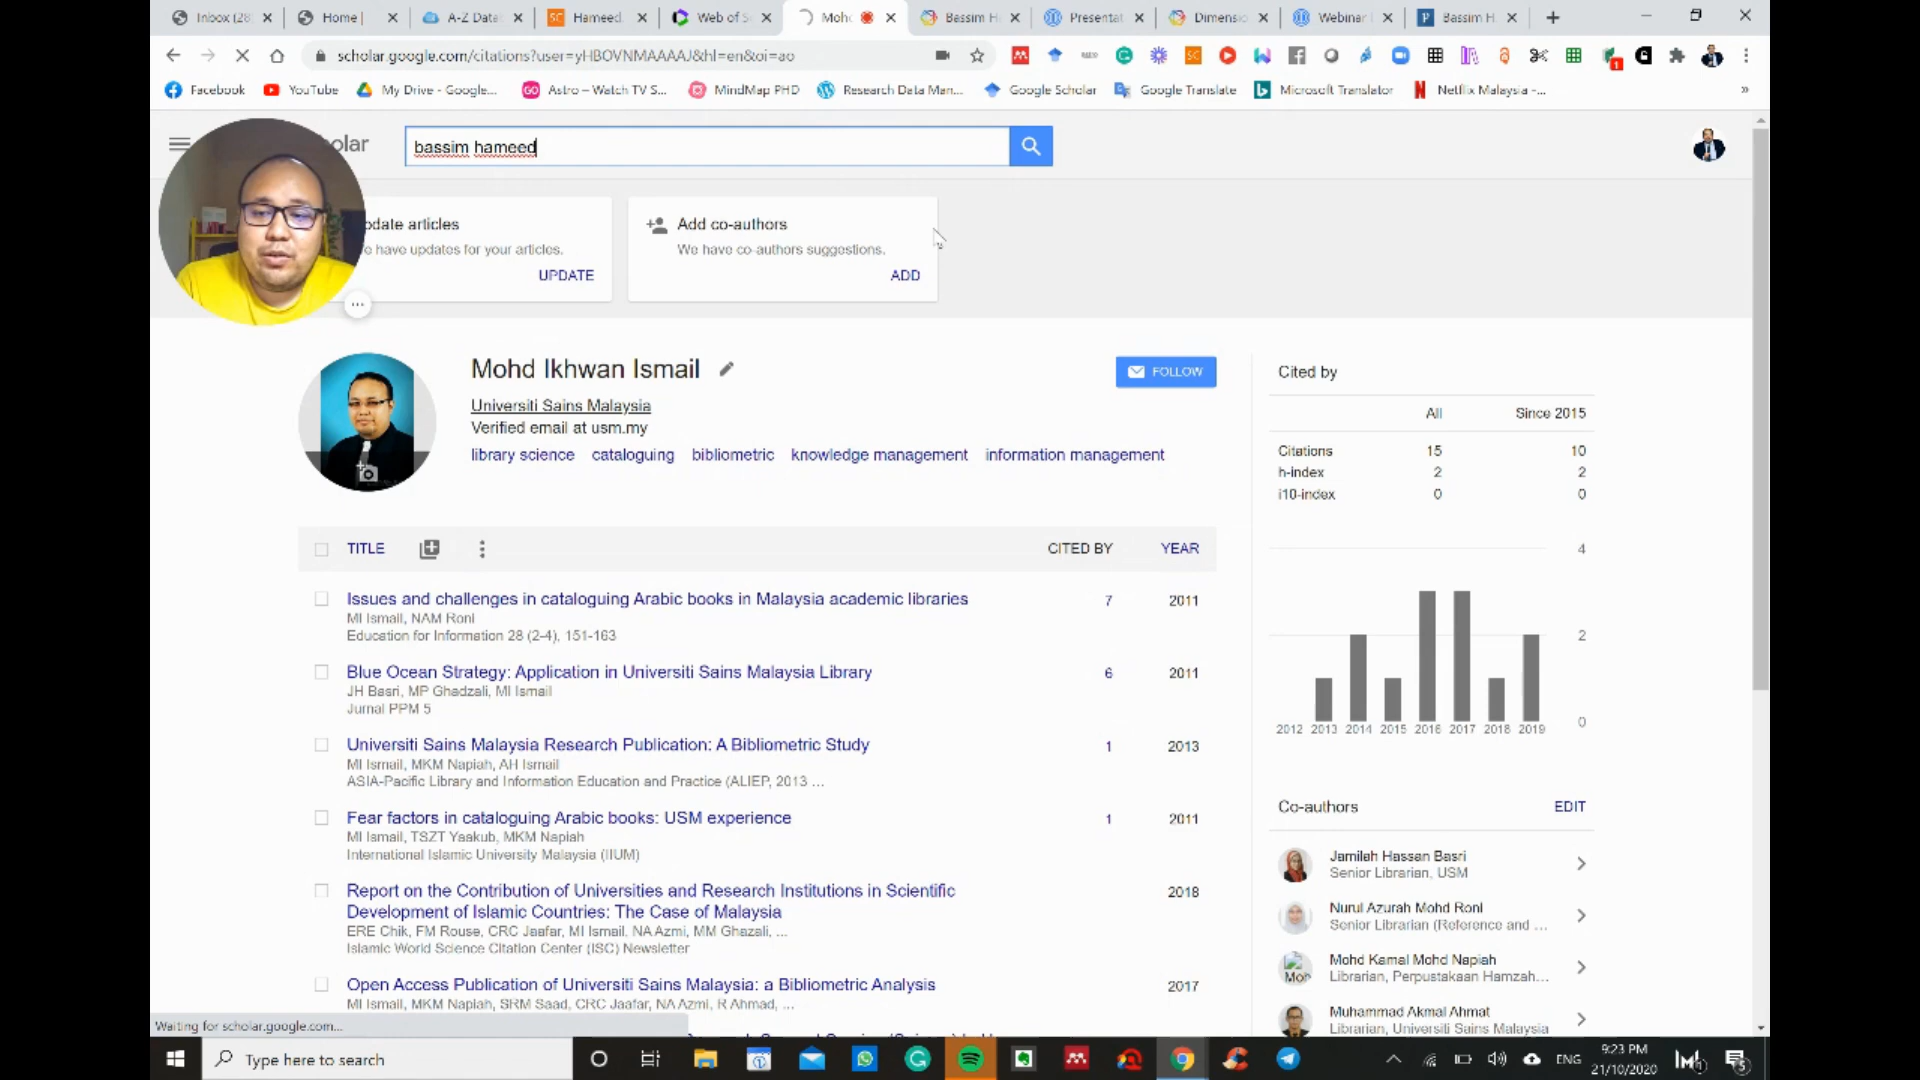 Inbox (28
Home |
A-Z Data
Hameed
Web of S
Moh
Bassim H
Presentat
Dimensio
Webinar
Bassim H
scholar.google.com/citations?user=yHBOVNMAAAAJ&hl=en&oi=ao
Facebook
YouTube
My Drive - Google...
Astro – Watch TV S...
MindMap PHD
Research Data Man...
Google Scholar
Google Translate
Microsoft Translator
Netflix Malaysia -...
»
olar
bassim hameed
pdate articles
e have updates for your articles.
UPDATE
Add co-authors
We have co-authors suggestions.
ADD
Mohd Ikhwan Ismail
FOLLOW
Universiti Sains Malaysia
Verified email at usm.my
library science cataloguing bibliometric knowledge management information management
TITLE CITED BY YEAR
Issues and challenges in cataloguing Arabic books in Malaysia academic libraries 7 2011
MI Ismail, NAM Roni
Education for Information 28 (2-4), 151-163
Blue Ocean Strategy: Application in Universiti Sains Malaysia Library 6 2011
JH Basri, MP Ghadzali, MI Ismail
Jurnal PPM 5
Universiti Sains Malaysia Research Publication: A Bibliometric Study 1 2013
MI Ismail, MKM Napiah, AH Ismail
ASIA-Pacific Library and Information Education and Practice (ALIEP, 2013 ...
Fear factors in cataloguing Arabic books: USM experience 1 2011
MI Ismail, TSZT Yaakub, MKM Napiah
International Islamic University Malaysia (IIUM)
Report on the Contribution of Universities and Research Institutions in Scientific 2018
Development of Islamic Countries: The Case of Malaysia
ERE Chik, FM Rouse, CRC Jaafar, MI Ismail, NA Azmi, MM Ghazali, ...
Islamic World Science Citation Center (ISC) Newsletter
Open Access Publication of Universiti Sains Malaysia: a Bibliometric Analysis 2017
MI Ismail, MKM Napiah, SRM Saad, CRC Jaafar, NA Azmi, R Ahmad, ...
Cited by
All Since 2015
Citations 15 10
h-index 2 2
i10-index 0 0
4
2
0
2012 2013 2014 2015 2016 2017 2018 2019
Co-authors EDIT
Jamilah Hassan Basri
Senior Librarian, USM
Nurul Azurah Mohd Roni
Senior Librarian (Reference and ...
Mohd Kamal Mohd Napiah
Librarian, Perpustakaan Hamzah...
Muhammad Akmal Ahmat
Librarian, Universiti Sains Malaysia
Waiting for scholar.google.com...
Type here to search
ENG
9:23 PM
21/10/2020